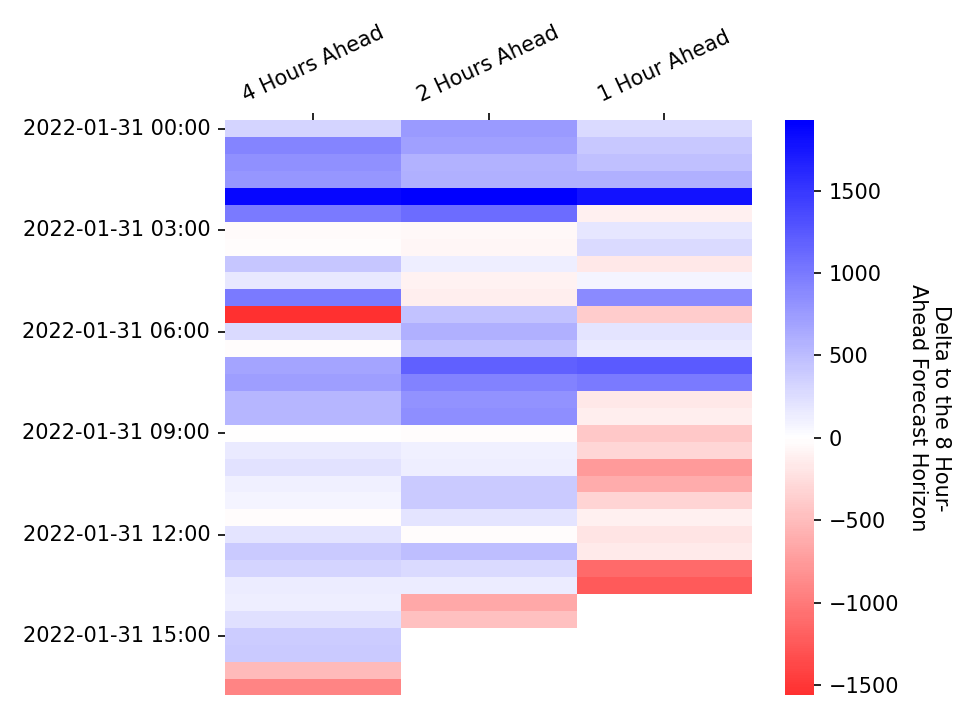 4 Hours Ahead
2 Hours Ahead
1 Hour Ahead
2022-01-31 00:00
2022-01-31 03:00
2022-01-31 06:00
2022-01-31 09:00
2022-01-31 12:00
2022-01-31 15:00
1500
1000
500
0
−500
−1000
−1500
Delta to the 8 Hour-
Ahead Forecast Horizon